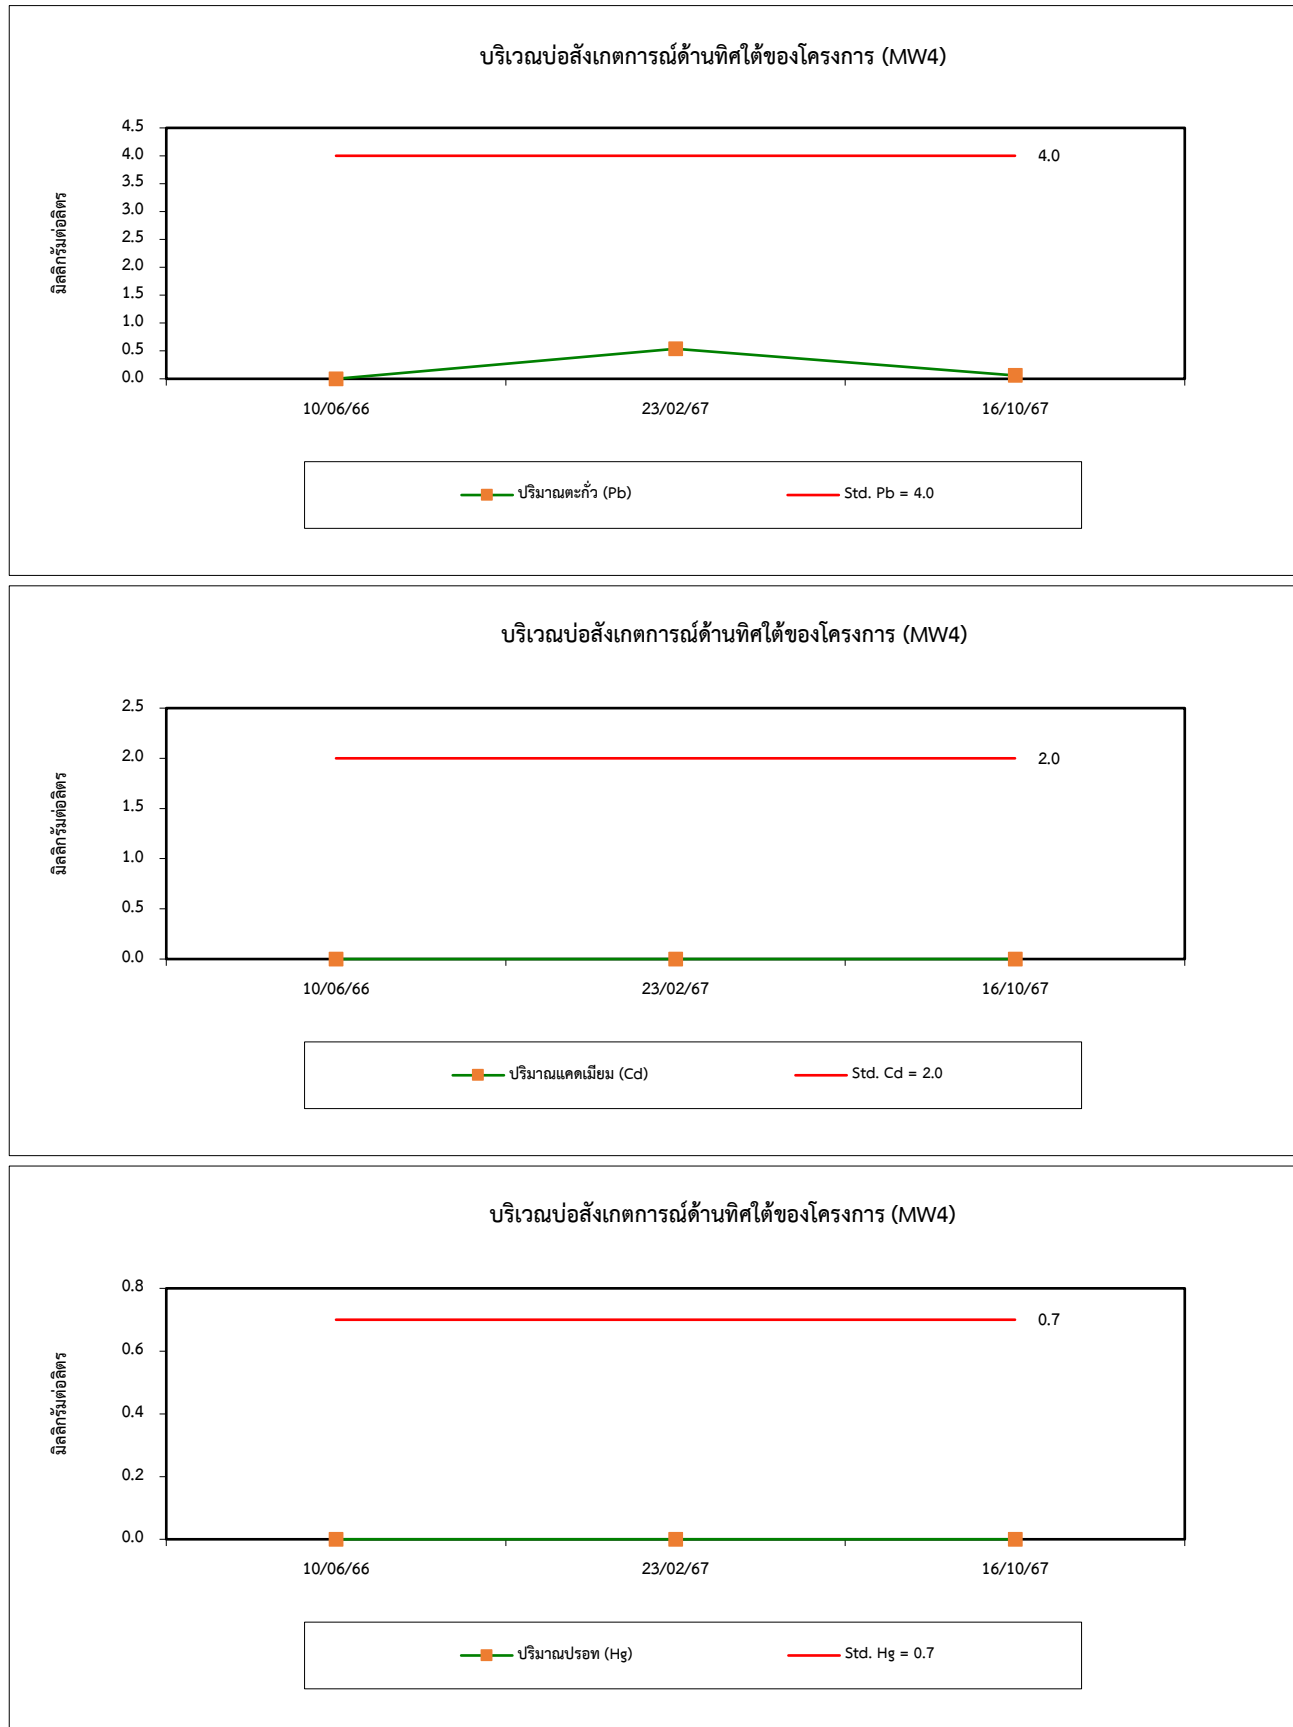 บริเวณบ่อสังเกตการณ์ด้านทิศใต้ของโครงการ (MW4)
มิลลิกรัมต่อลิตร
4.5
4.0
3.5
3.0
2.5
2.0
1.5
1.0
0.5
0.0
4.0
10/06/66 23/02/67 16/10/67
ปริมาณตะกั่ว (Pb) Std. Pb = 4.0
บริเวณบ่อสังเกตการณ์ด้านทิศใต้ของโครงการ (MW4)
มิลลิกรัมต่อลิตร
2.5
2.0
1.5
1.0
0.5
0.0
2.0
10/06/66 23/02/67 16/10/67
ปริมาณแคดเมียม (Cd) Std. Cd = 2.0
บริเวณบ่อสังเกตการณ์ด้านทิศใต้ของโครงการ (MW4)
มิลลิกรัมต่อลิตร
0.8
0.6
0.4
0.2
0.0
0.7
10/06/66 23/02/67 16/10/67
ปริมาณปรอท (Hg) Std. Hg = 0.7